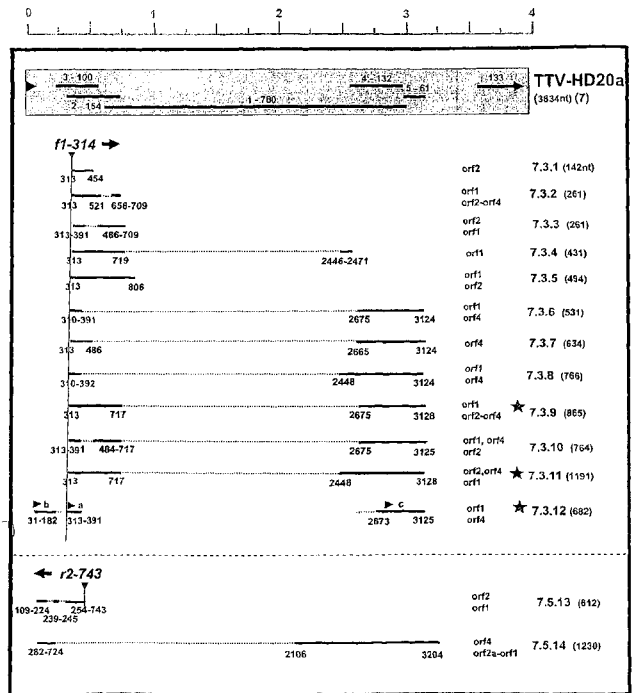 0 1 2 3 4
3 - 100 4 - 132 133
TTV-HD20a
2 - 154 1 - 780 5 - 61
(3834nt) (7)
f1-314
orf2 7.3.1 (142nt)
313 454
orf1
orf2-orf4 7.3.2 (261)
313 521 656-709
orf2
orf1 7.3.3 (261)
313-391 486-709
orf1 7.3.4 (431)
313 719 2446-2471
orf1
orf2 7.3.5 (494)
313 806
orf1
orf4 7.3.6 (531)
310-391 2675 3124
orf4 7.3.7 (634)
313 486 2665 3124
orf1
orf4 7.3.8 (766)
310-392 2448 3124
orf1
orf2-orf4 7.3.9 (865)
313 717 2675 3128
orf1, orf4
orf2 7.3.10 (764)
313-391 484-717 2675 3125
orf2,orf4
orf1 7.3.11 (1191)
313 717 2448 3128
b a c
orf1
orf4 7.3.12 (682)
31-182 313-391 2673 3125
r2-743
orf2
orf1 7.5.13 (612)
109-224 254-743
239-245
orf4
orf2a-orf1 7.5.14 (1230)
282-724 2106 3204